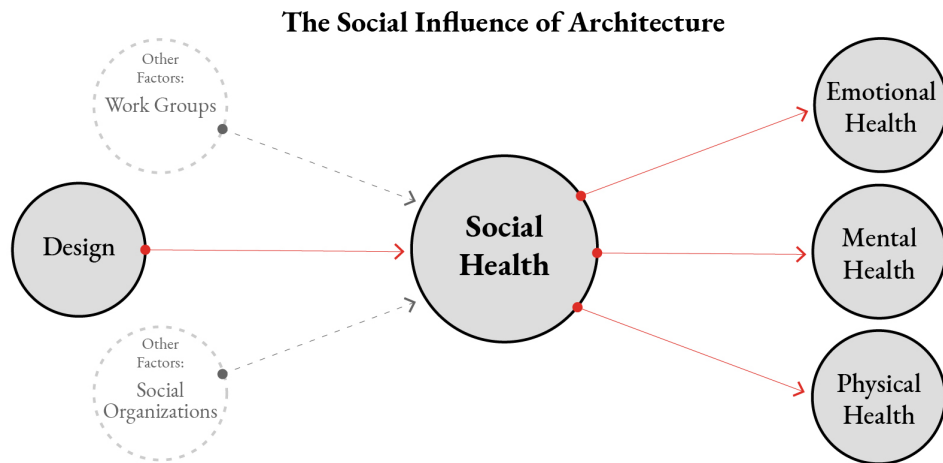 The Social Influence of Architecture
Other
Factors:
Work Groups
Design
Other
Factors:
Social
Organizations
Social
Health
Emotional
Health
Mental
Health
Physical
Health